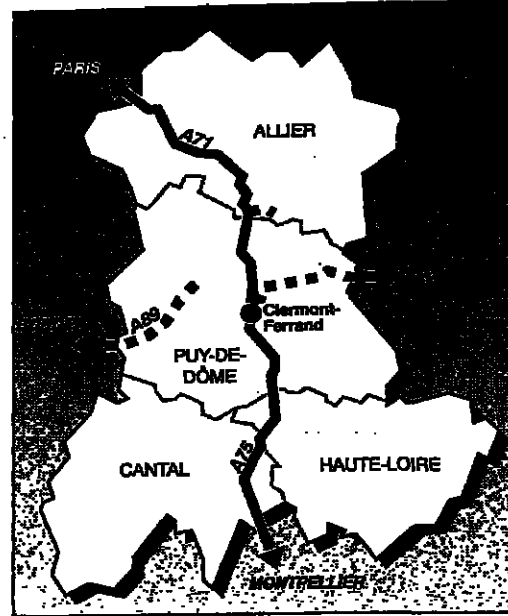 PARIS
A71
ALLIER
Clermont-
Ferrand
A89
PUY-DE-
DÔME
A75
CANTAL
HAUTE-LOIRE
MONTPELLIER